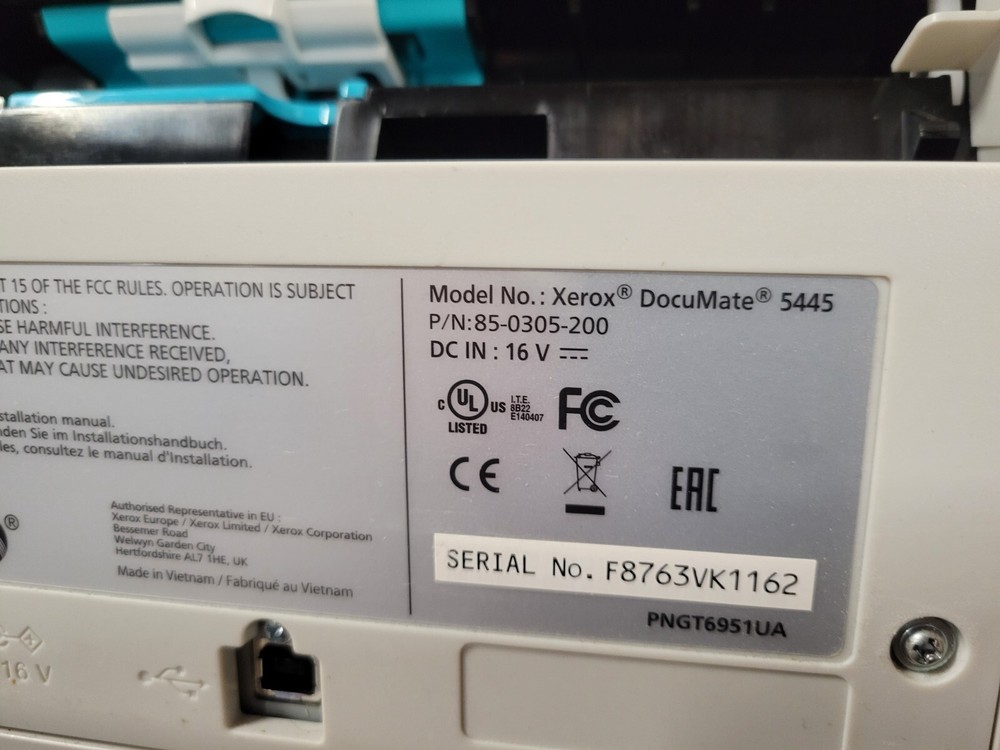 T 15 OF THE FCC RULES. OPERATION IS SUBJECT
TIONS :
SE HARMFUL INTERFERENCE.
ANY INTERFERENCE RECEIVED,
AT MAY CAUSE UNDESIRED OPERATION.
stallation manual.
nden Sie im Installationshandbuch.
les, consultez le manual d'Installation.
®
Authorised Representative in EU :
Xerox Europe / Xerox Limited / Xerox Corporation
Bessemer Road
Welwyn Garden City
Hertfordshire AL7 1HE, UK
Made in Vietnam / Fabriqué au Vietnam
Model No. : Xerox® DocuMate® 5445
P/N:85-0305-200
DC IN : 16 V
C UL US LISTED
I.T.E.
8B22
E140407
FC
CE
EAC
SERIAL No. F8763VK1162
PNGT6951UA
16 V